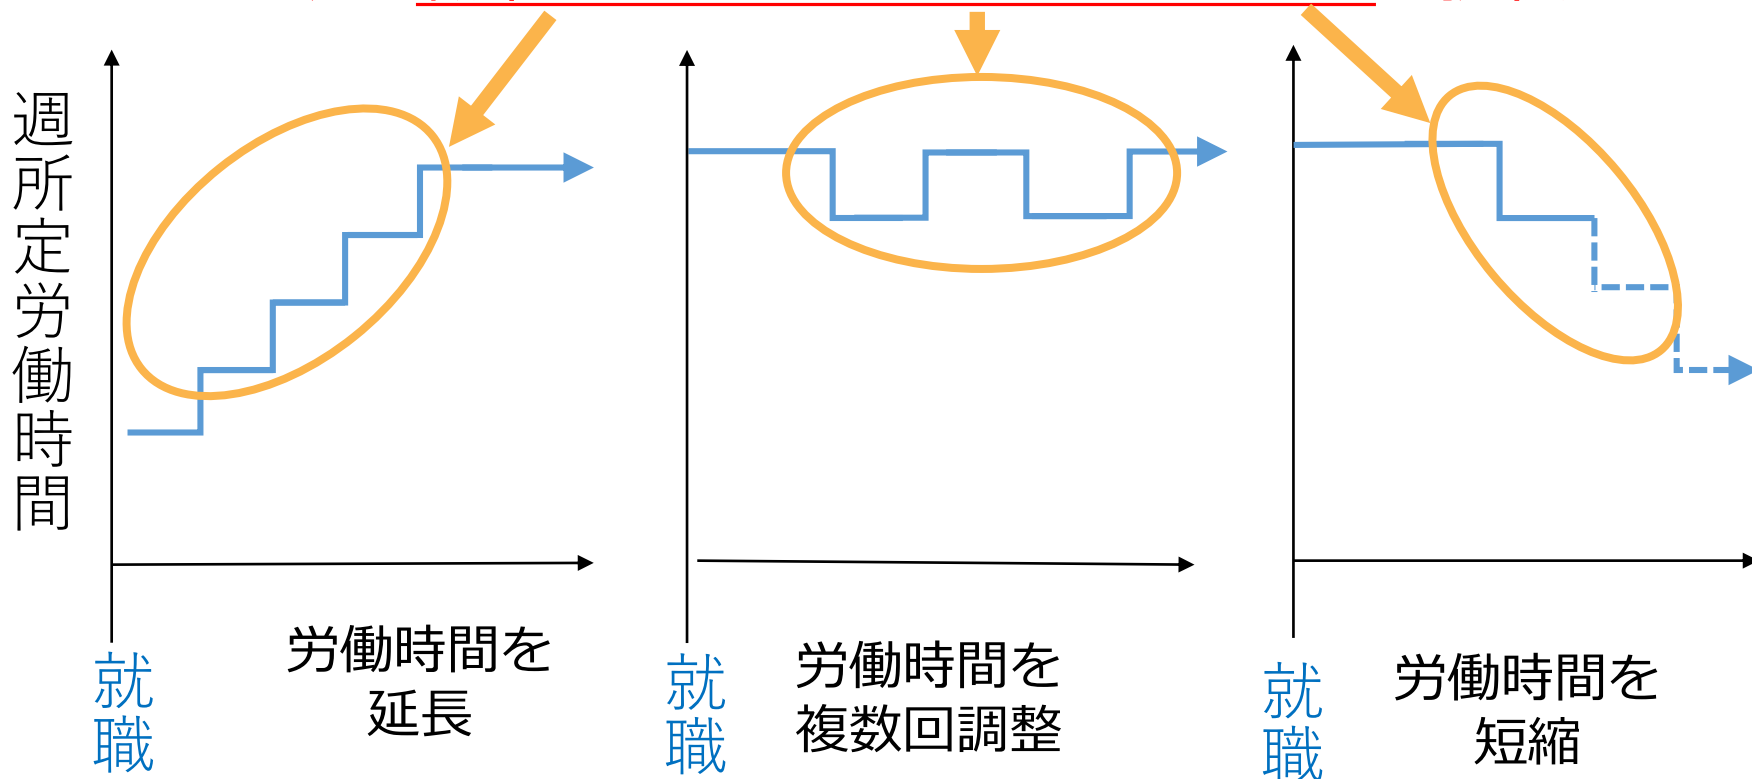 週所定労働時間
就職
労働時間を
延長
就職
労働時間を
複数回調整
就職
労働時間を
短縮